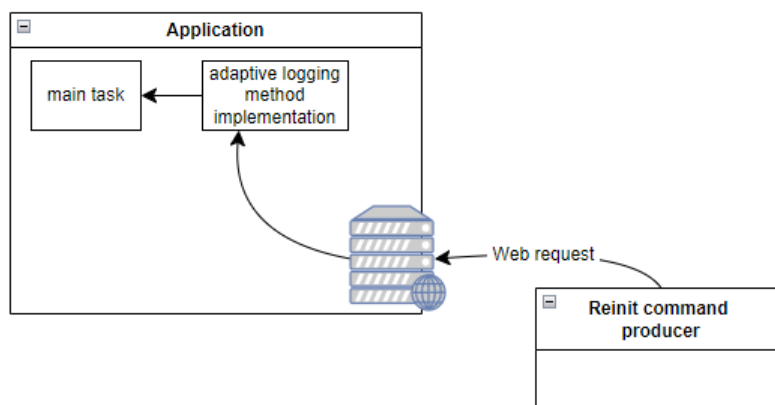 Application
main task
adaptive logging
method
implementation
Web request
Reinit command
producer